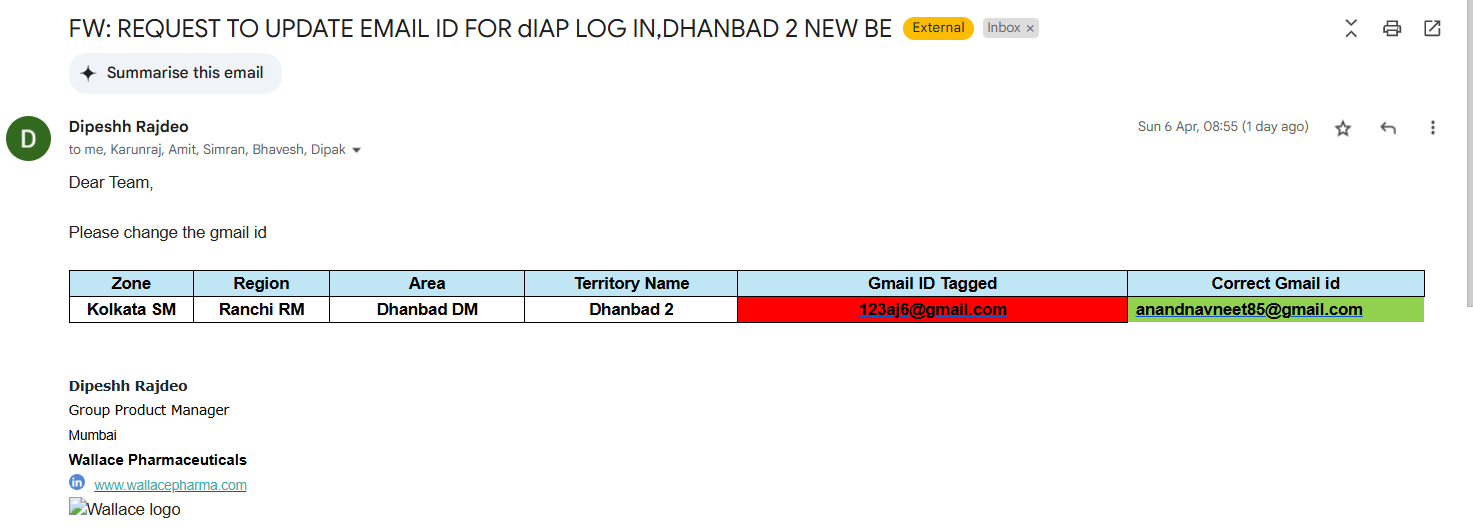 FW: REQUEST TO UPDATE EMAIL ID FOR dIAP LOG IN,DHANBAD 2 NEW BE External Inbox ×
Summarise this email
D
Dipeshh Rajdeo Sun 6 Apr, 08:55 (1 day ago)
to me, Karunraj, Amit, Simran, Bhavesh, Dipak
Dear Team,
Please change the gmail id
Zone Region Area Territory Name Gmail ID Tagged Correct Gmail id
Kolkata SM Ranchi RM Dhanbad DM Dhanbad 2 123aj6@gmail.com anandnavneet85@gmail.com
Dipeshh Rajdeo
Group Product Manager
Mumbai
Wallace Pharmaceuticals
in www.wallacepharma.com
Wallace logo